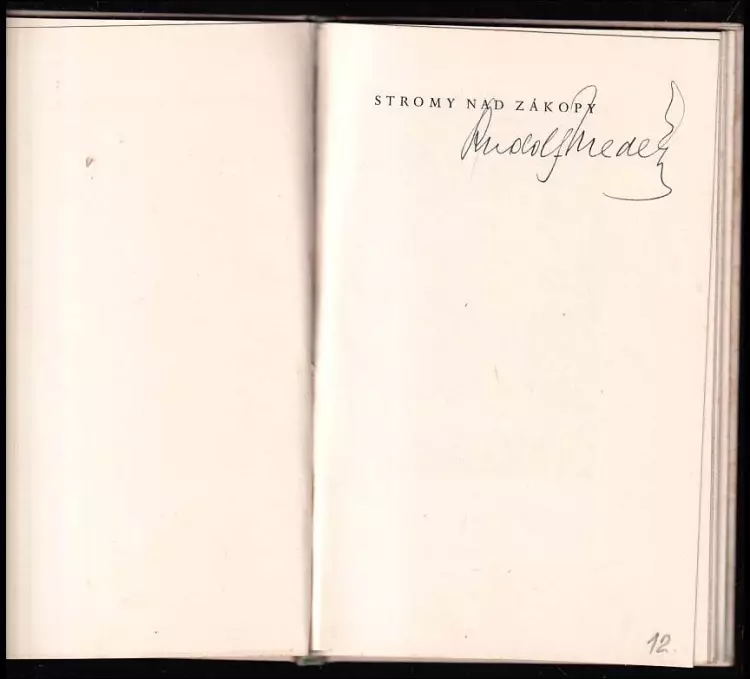 STROMY NAD ZÁKOPY
Rudolf Medek
12.